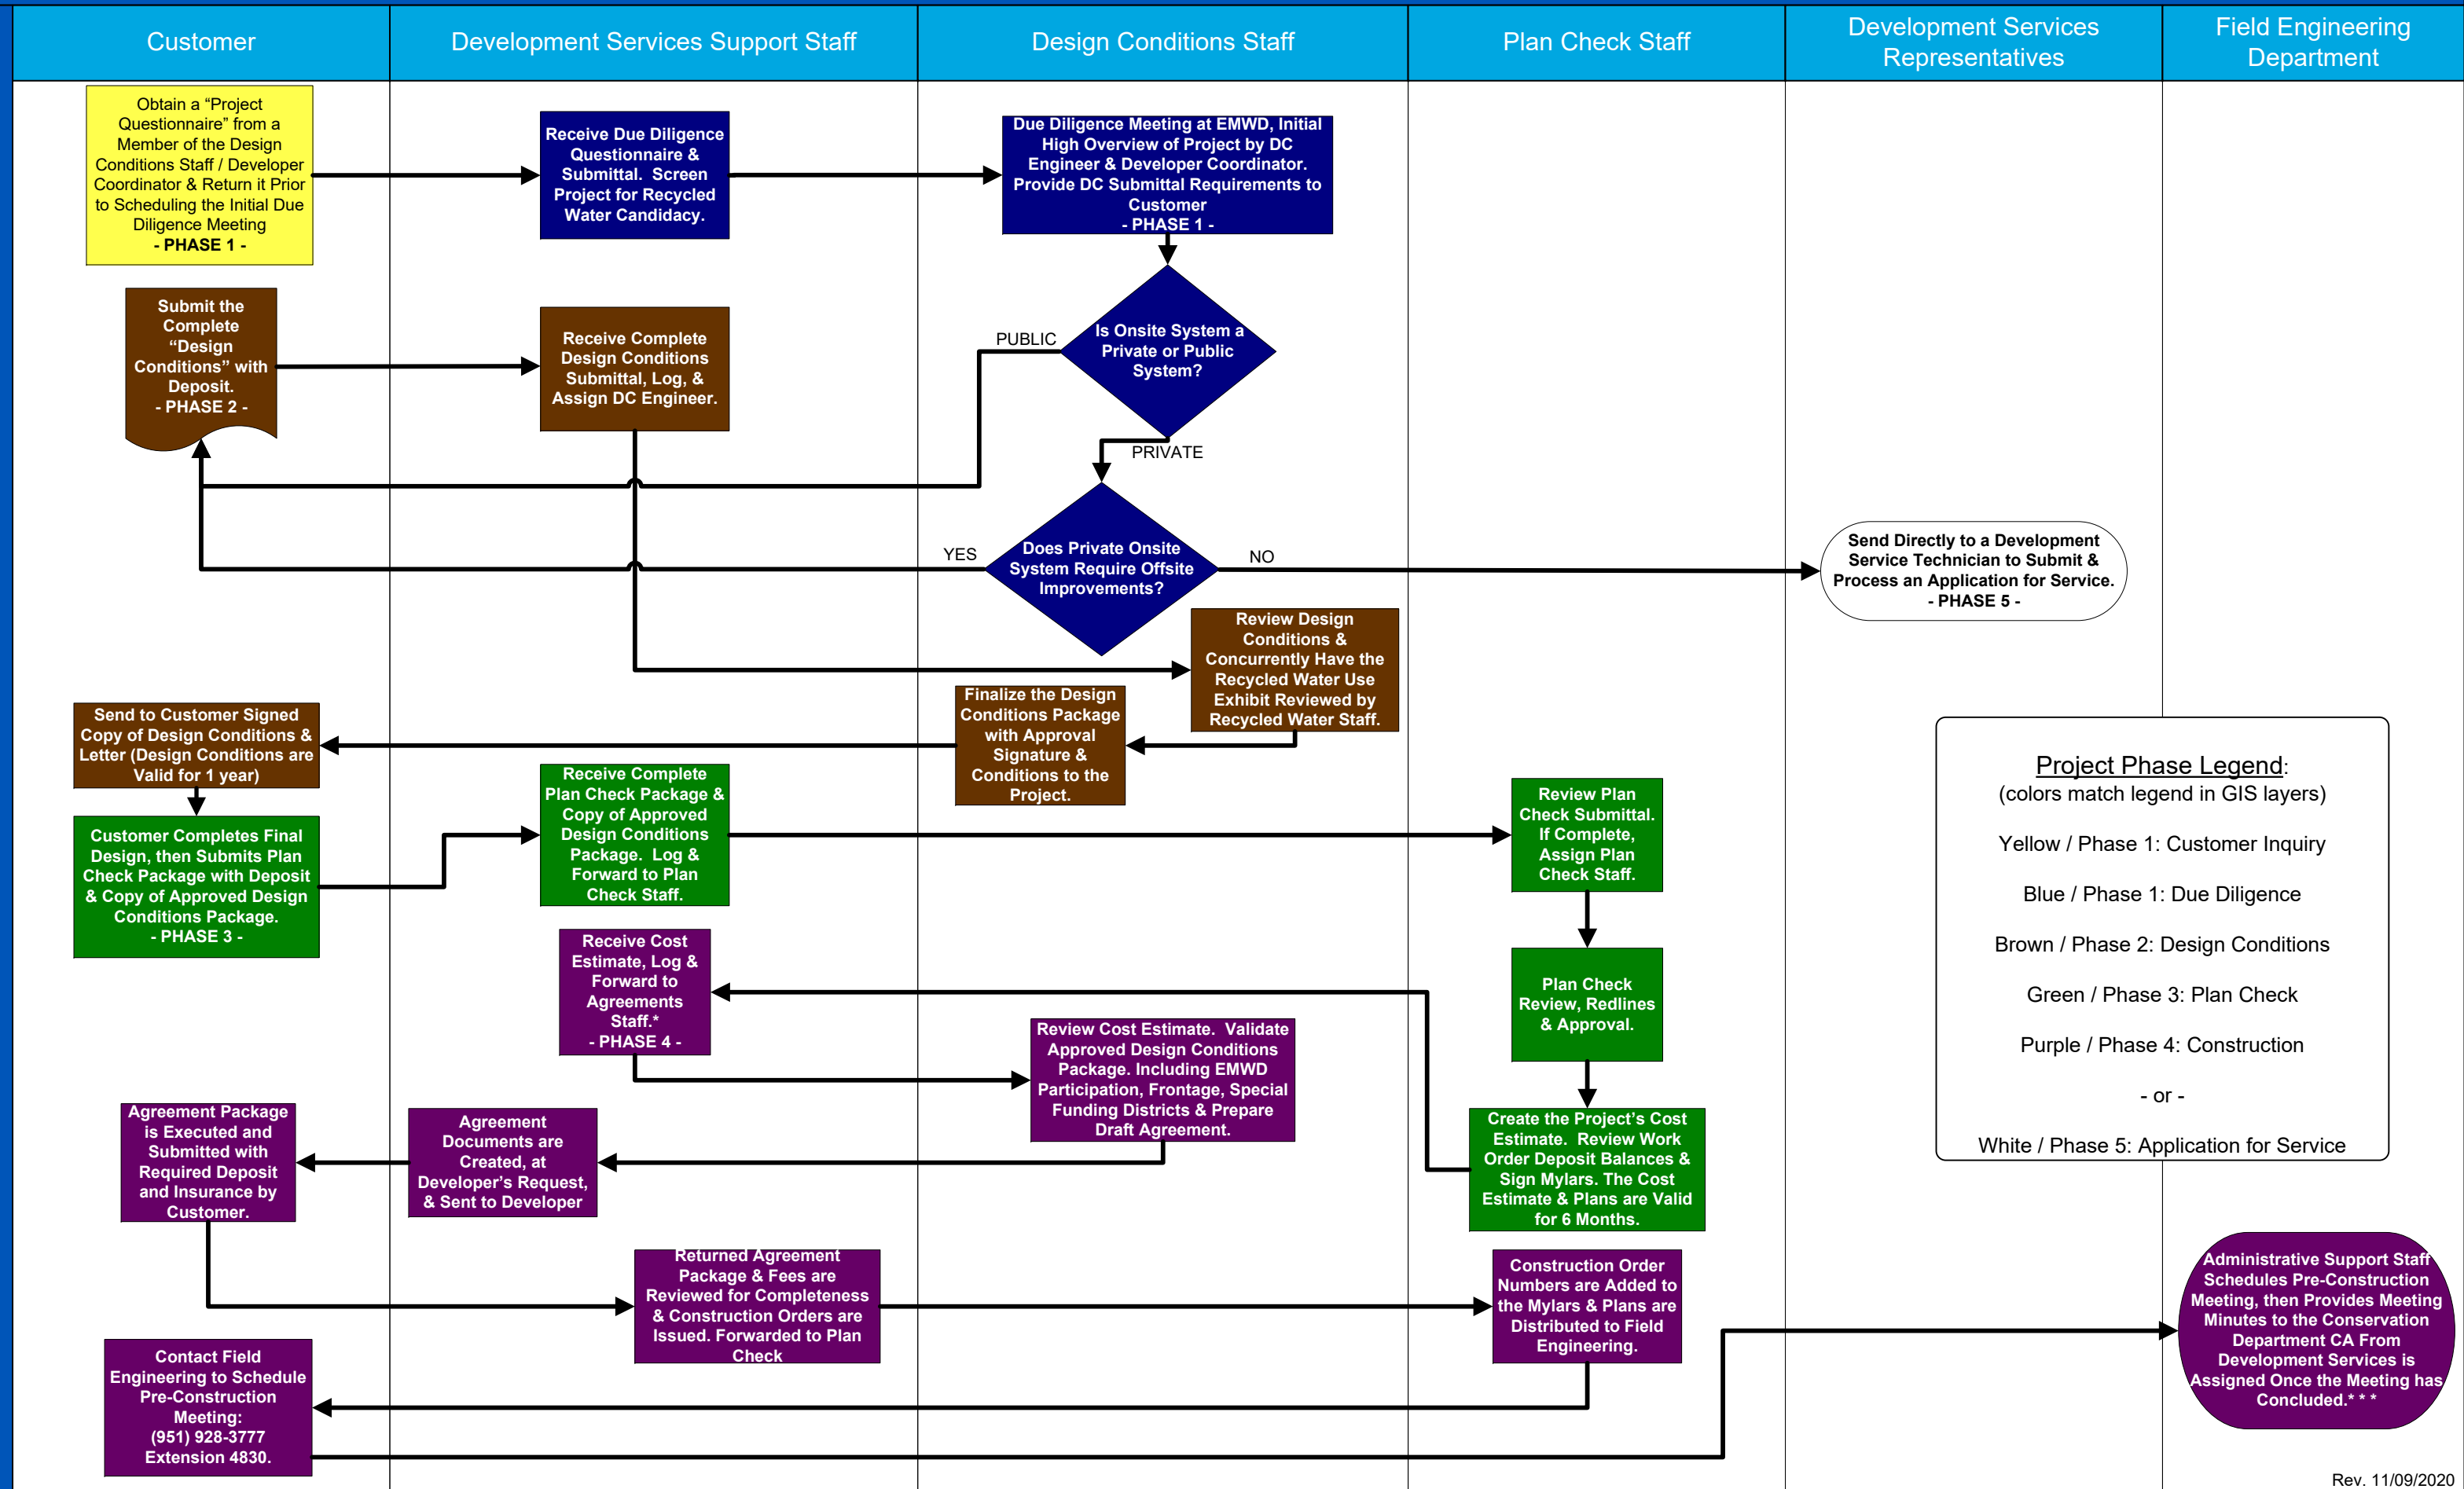 Customer
Development Services Support Staff
Design Conditions Staff
Plan Check Staff
Development Services
Representatives
Field Engineering
Department
Obtain a “Project
Questionnaire” from a
Member of the Design
Conditions Staff / Developer
Coordinator & Return it Prior
to Scheduling the Initial Due
Diligence Meeting
- PHASE 1 -
Receive Due Diligence
Questionnaire &
Submittal.  Screen
Project for Recycled
Water Candidacy.
Due Diligence Meeting at EMWD, Initial
High Overview of Project by DC
Engineer & Developer Coordinator.
Provide DC Submittal Requirements to
Customer
- PHASE 1 -
Submit the
Complete
“Design
Conditions” with
Deposit.
- PHASE 2 -
Receive Complete
Design Conditions
Submittal, Log, &
Assign DC Engineer.
PUBLIC
Is Onsite System a
Private or Public
System?
PRIVATE
YES
Does Private Onsite
System Require Offsite
Improvements?
NO
Send Directly to a Development
Service Technician to Submit &
Process an Application for Service.
- PHASE 5 -
Review Design
Conditions &
Concurrently Have the
Recycled Water Use
Exhibit Reviewed by
Recycled Water Staff.
Finalize the Design
Conditions Package
with Approval
Signature &
Conditions to the
Project.
Send to Customer Signed
Copy of Design Conditions &
Letter (Design Conditions are
Valid for 1 year)
Customer Completes Final
Design, then Submits Plan
Check Package with Deposit
& Copy of Approved Design
Conditions Package.
- PHASE 3 -
Receive Complete
Plan Check Package &
Copy of Approved
Design Conditions
Package.  Log &
Forward to Plan
Check Staff.
Review Plan
Check Submittal.
If Complete,
Assign Plan
Check Staff.
Plan Check
Review, Redlines
& Approval.
Create the Project’s Cost
Estimate.  Review Work
Order Deposit Balances &
Sign Mylars. The Cost
Estimate & Plans are Valid
for 6 Months.
Receive Cost
Estimate, Log &
Forward to
Agreements
Staff.*
- PHASE 4 -
Review Cost Estimate.  Validate
Approved Design Conditions
Package. Including EMWD
Participation, Frontage, Special
Funding Districts & Prepare
Draft Agreement.
Agreement
Documents are
Created, at
Developer’s Request,
& Sent to Developer
Agreement Package
is Executed and
Submitted with
Required Deposit
and Insurance by
Customer.
Returned Agreement
Package & Fees are
Reviewed for Completeness
& Construction Orders are
Issued. Forwarded to Plan
Check
Construction Order
Numbers are Added to
the Mylars & Plans are
Distributed to Field
Engineering.
Contact Field
Engineering to Schedule
Pre-Construction
Meeting:
(951) 928-3777
Extension 4830.
Administrative Support Staff
Schedules Pre-Construction
Meeting, then Provides Meeting
Minutes to the Conservation
Department CA From
Development Services is
Assigned Once the Meeting has
Concluded.* * *
Project Phase Legend:
(colors match legend in GIS layers)
Yellow / Phase 1: Customer Inquiry
Blue / Phase 1: Due Diligence
Brown / Phase 2: Design Conditions
Green / Phase 3: Plan Check
Purple / Phase 4: Construction
- or -
White / Phase 5: Application for Service
Rev. 11/09/2020